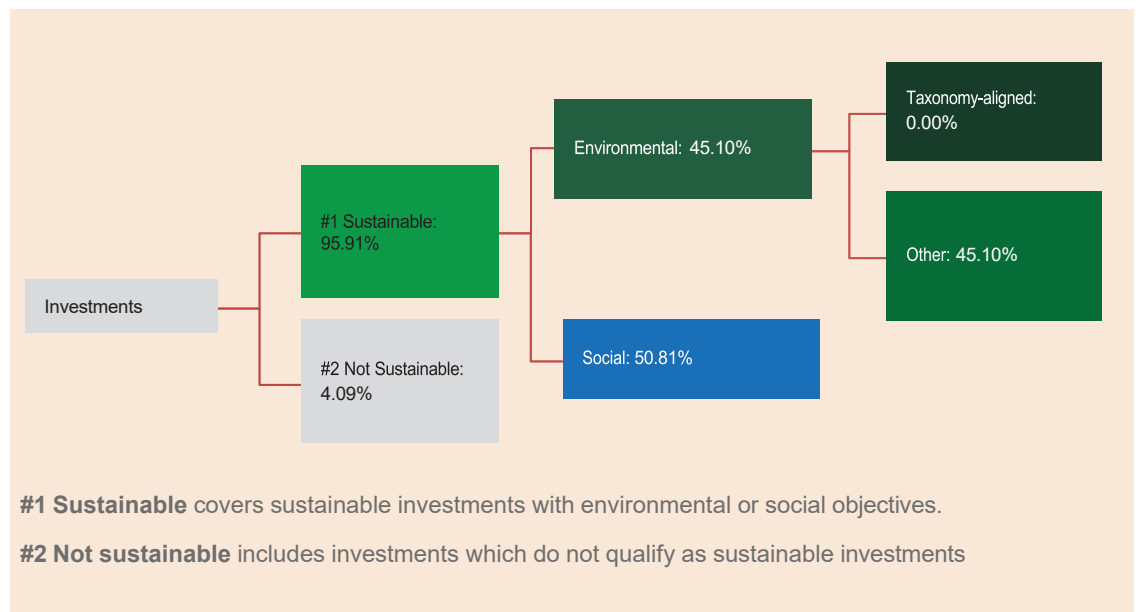 Taxonomy-aligned:
0.00%
Environmental: 45.10%
#1 Sustainable:
95.91%
Other: 45.10%
Investments
Social: 50.81%
#2 Not Sustainable:
4.09%
#1 Sustainable covers sustainable investments with environmental or social objectives.
#2 Not sustainable includes investments which do not qualify as sustainable investments